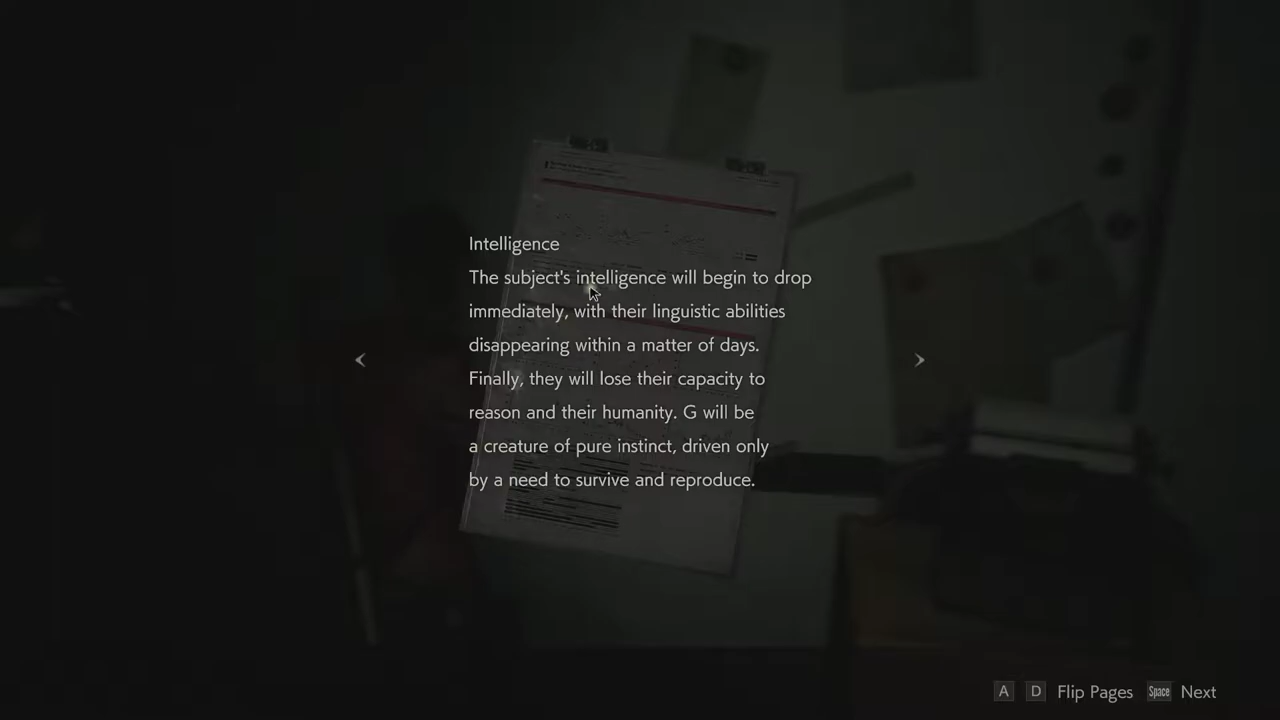 Intelligence
The subject's intelligence will begin to drop
immediately, with their linguistic abilities
disappearing within a matter of days.
Finally, they will lose their capacity to
reason and their humanity. G will be
a creature of pure instinct, driven only
by a need to survive and reproduce.
A D Flip Pages Space Next